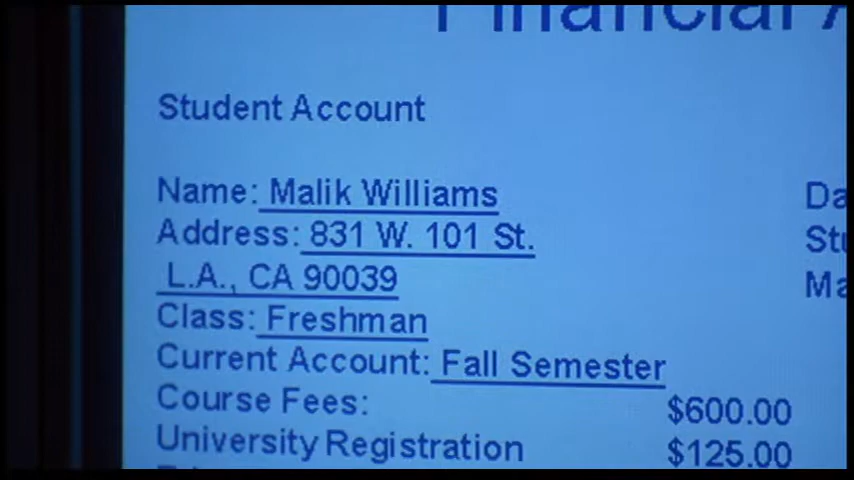 Financial
Student Account
Name: Malik Williams
Address: 831 W. 101 St.
L.A., CA 90039
Class: Freshman
Current Account: Fall Semester
Course Fees: $600.00
University Registration $125.00